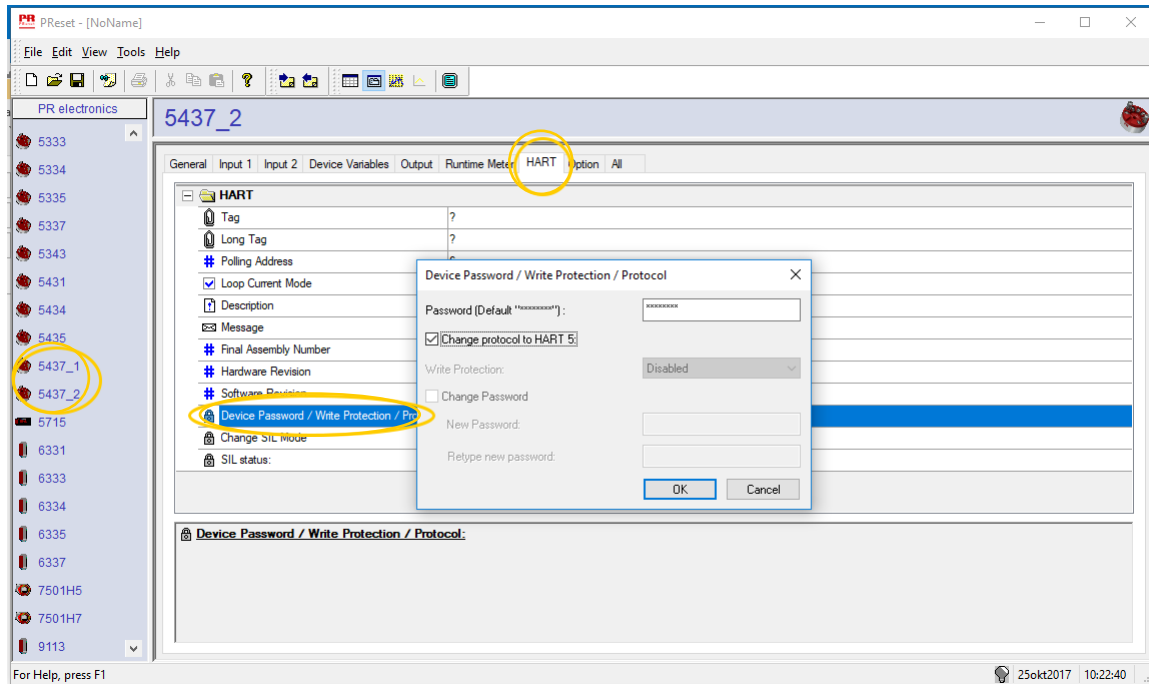 PR PReset - [NoName]
File Edit View Tools Help
PR electronics
5333
5334
5335
5337
5343
5431
5434
5435
5437_1
5437_2
5715
6331
6333
6334
6335
6337
7501H5
7501H7
9113
5437_2
General Input 1 Input 2 Device Variables Output Runtime Meter HART Option All
HART
Tag ?
Long Tag ?
Polling Address
Loop Current Mode
Description
Message
Final Assembly Number
Hardware Revision
Software Revision
Device Password / Write Protection / Pro
Change SIL Mode
SIL status:
Device Password / Write Protection / Protocol
Password (Default "********") : ********
Change protocol to HART 5:
Write Protection: Disabled
Change Password
New Password:
Retype new password:
OK Cancel
Device Password / Write Protection / Protocol:
For Help, press F1 25okt2017 10:22:40